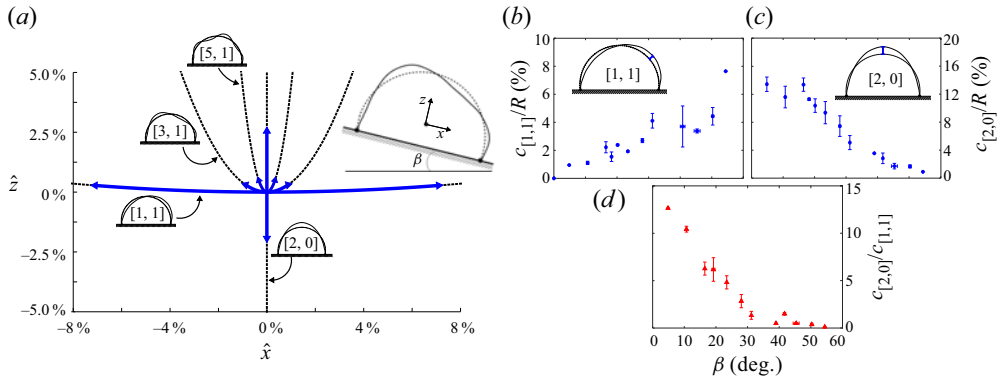 (a)
[5, 1]
5.0 %
2.5 %
0 %
–2.5 %
–5.0 %
ẑ
[3, 1]
[1, 1]
[2, 0]
z
x
β
–8 % –4 % 0 % 4 % 8 %
x̂
(b)
10
8
6
4
2
0
c[1,1]/R (%)
[1, 1]
(c)
20
16
12
8
4
0
c[2,0]/R (%)
[2, 0]
(d)
15
10
5
0
c[2,0]/c[1,1]
0 10 20 30 40 50 60
β (deg.)